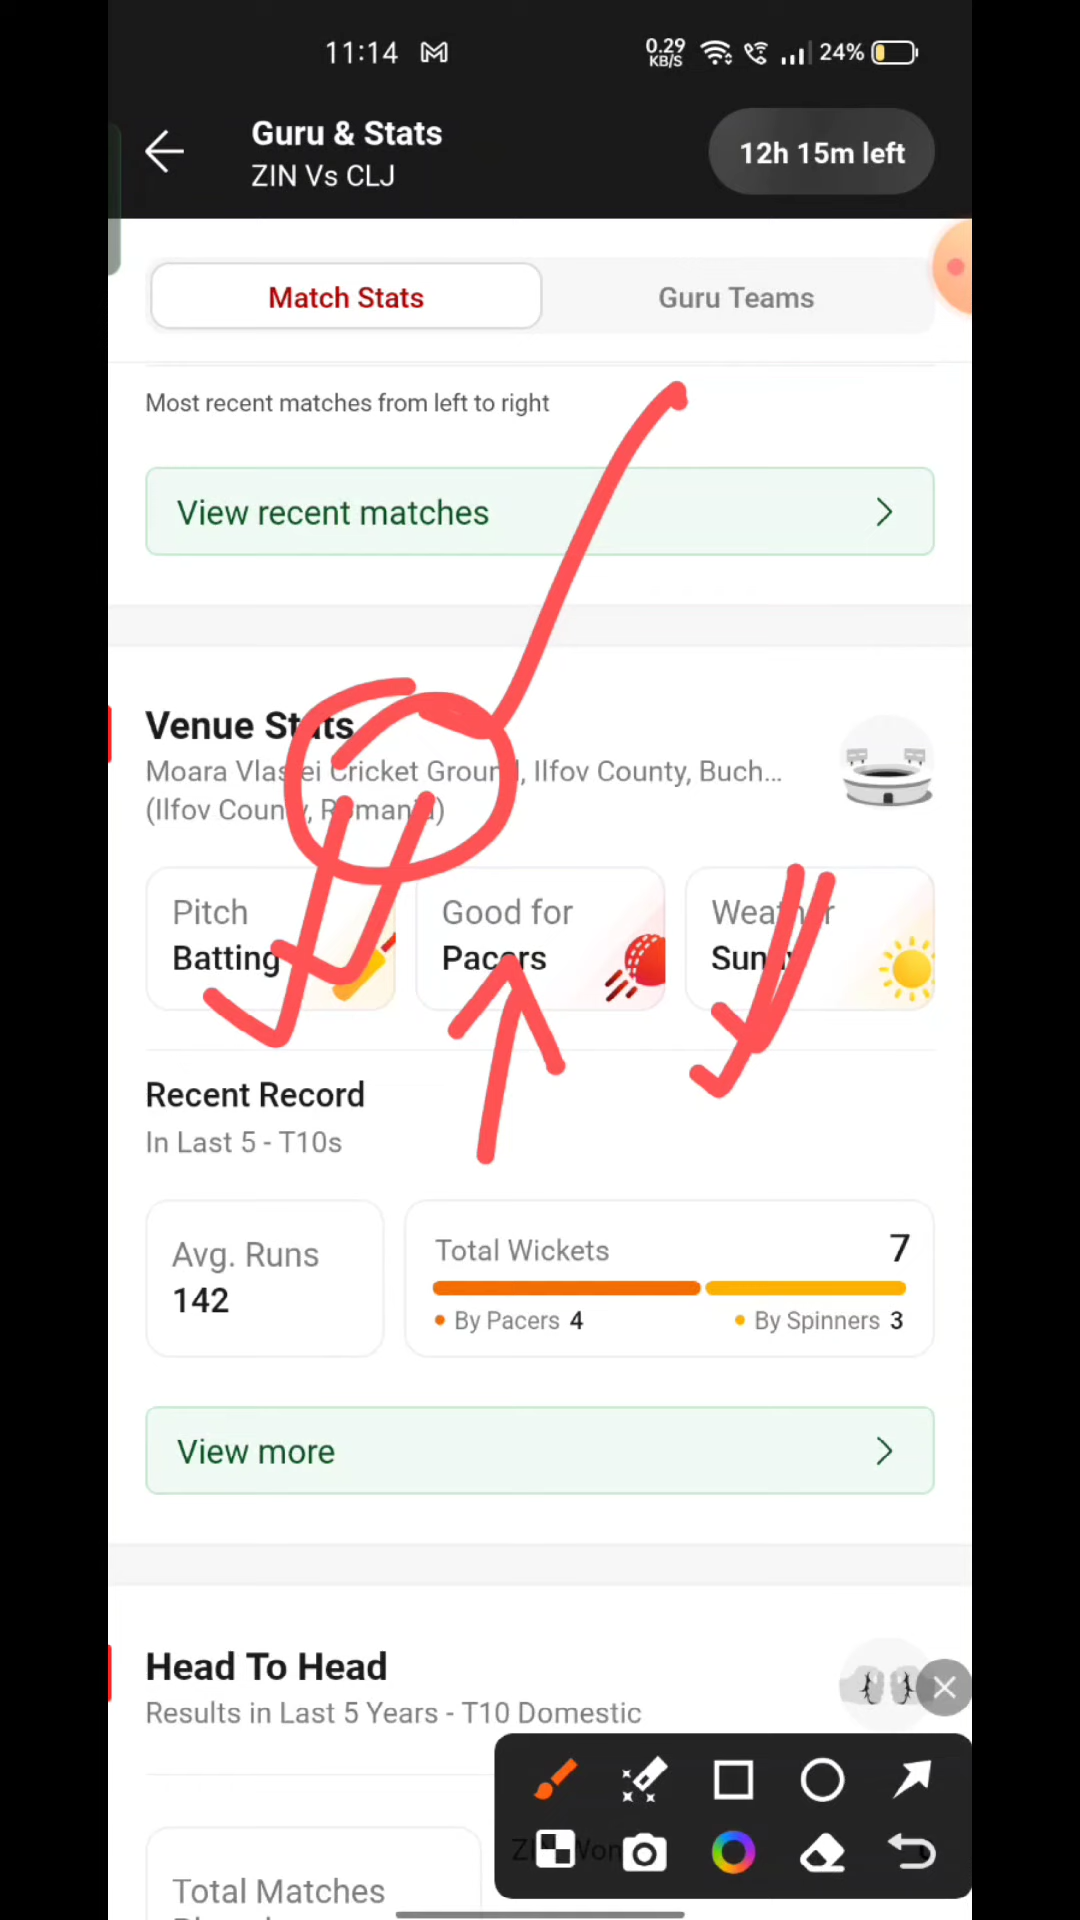 11:14
0.29 KB/S
24%
Guru & Stats
ZIN Vs CLJ
12h 15m left
Match Stats
Guru Teams
Most recent matches from left to right
View recent matches
Venue Stats
Moara Vlasiei Cricket Ground, Ilfov County, Buch...
(Ilfov County, Romania)
Pitch
Batting
Good for
Pacers
Weather
Sunny
Recent Record
In Last 5 - T10s
Avg. Runs
142
Total Wickets
7
By Pacers 4
By Spinners 3
View more
Head To Head
Results in Last 5 Years - T10 Domestic
Total Matches